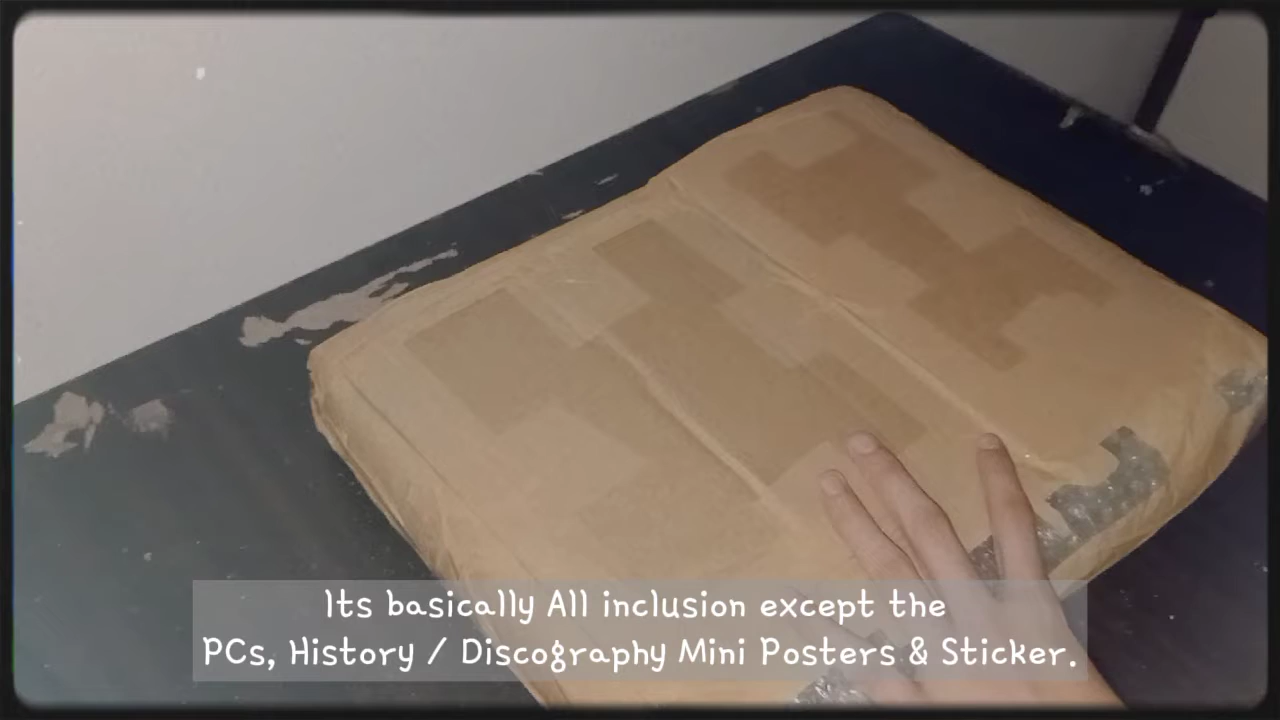 Its basically All inclusion except the
PCs, History / Discography Mini Posters & Sticker.